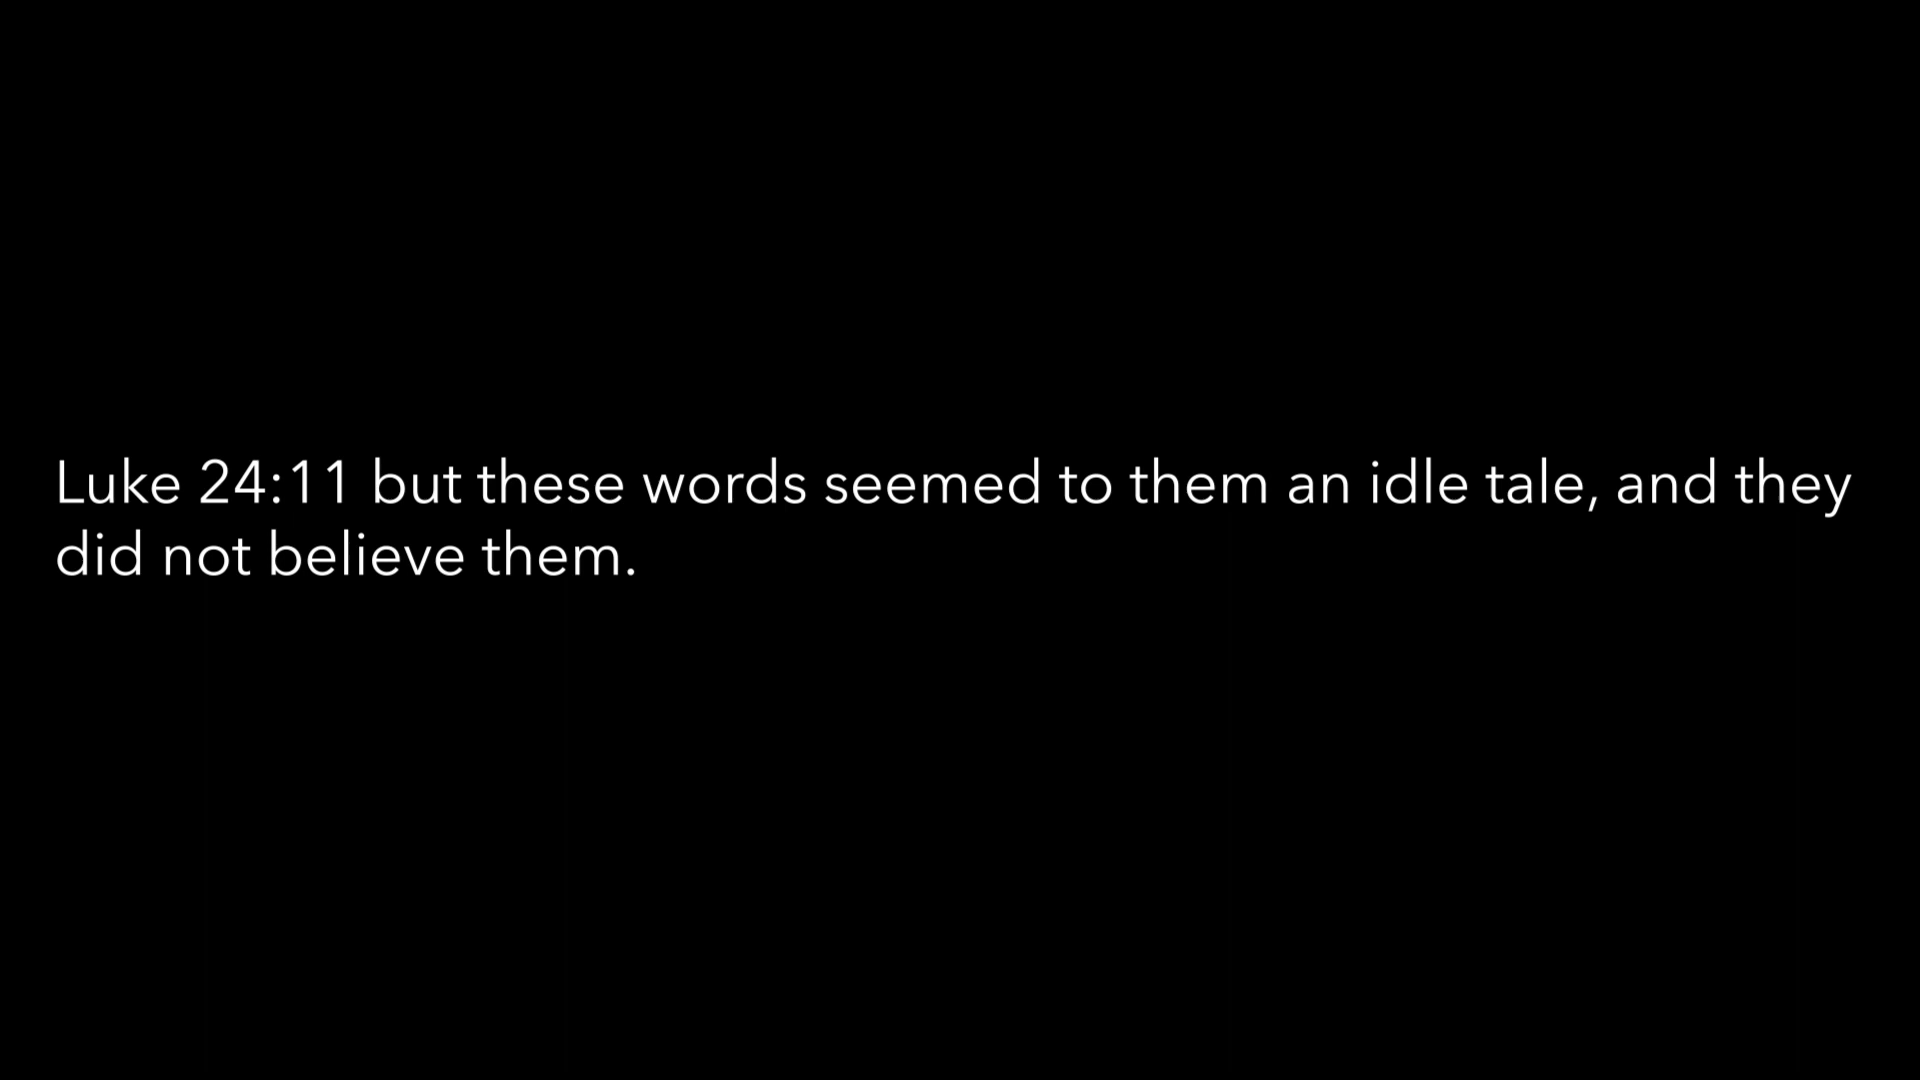 Luke 24:11 but these words seemed to them an idle tale, and they
did not believe them.